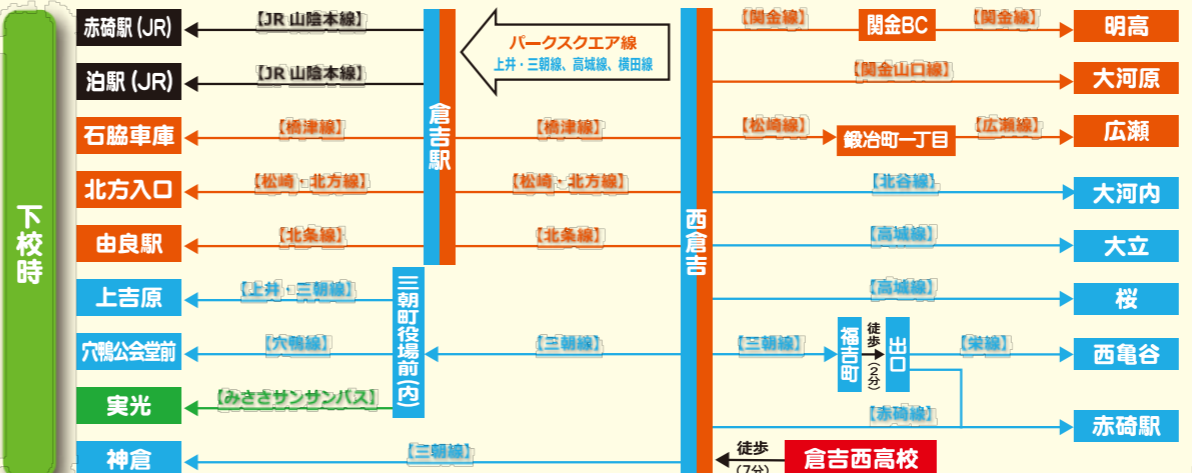 下校時
赤碕駅(JR)
【JR 山陰本線】
泊駅(JR)
【JR 山陰本線】
石脇車庫
【橋津線】
北方入口
【松崎・北方線】
由良駅
【北条線】
上吉原
【上井・三朝線】
穴鴨公会堂前
【穴鴨線】
実光
【みささサンサンバス】
神倉
【三朝線】
倉吉駅
三朝町役場前(内)
パークスクエア線
上井・三朝線、高城線、横田線
【橋津線】
【松崎・北方線】
【北条線】
【三朝線】
西倉吉
【関金線】
関金BC
【関金線】
明高
【関金山口線】
大河原
【松崎線】
鍛冶町一丁目
【広瀬線】
広瀬
【北谷線】
大河内
【高城線】
大立
【高城線】
桜
【三朝線】
福吉町
徒歩(2分)
出口
【栄線】
西亀谷
【赤碕線】
赤碕駅
徒歩
(7分)
倉吉西高校